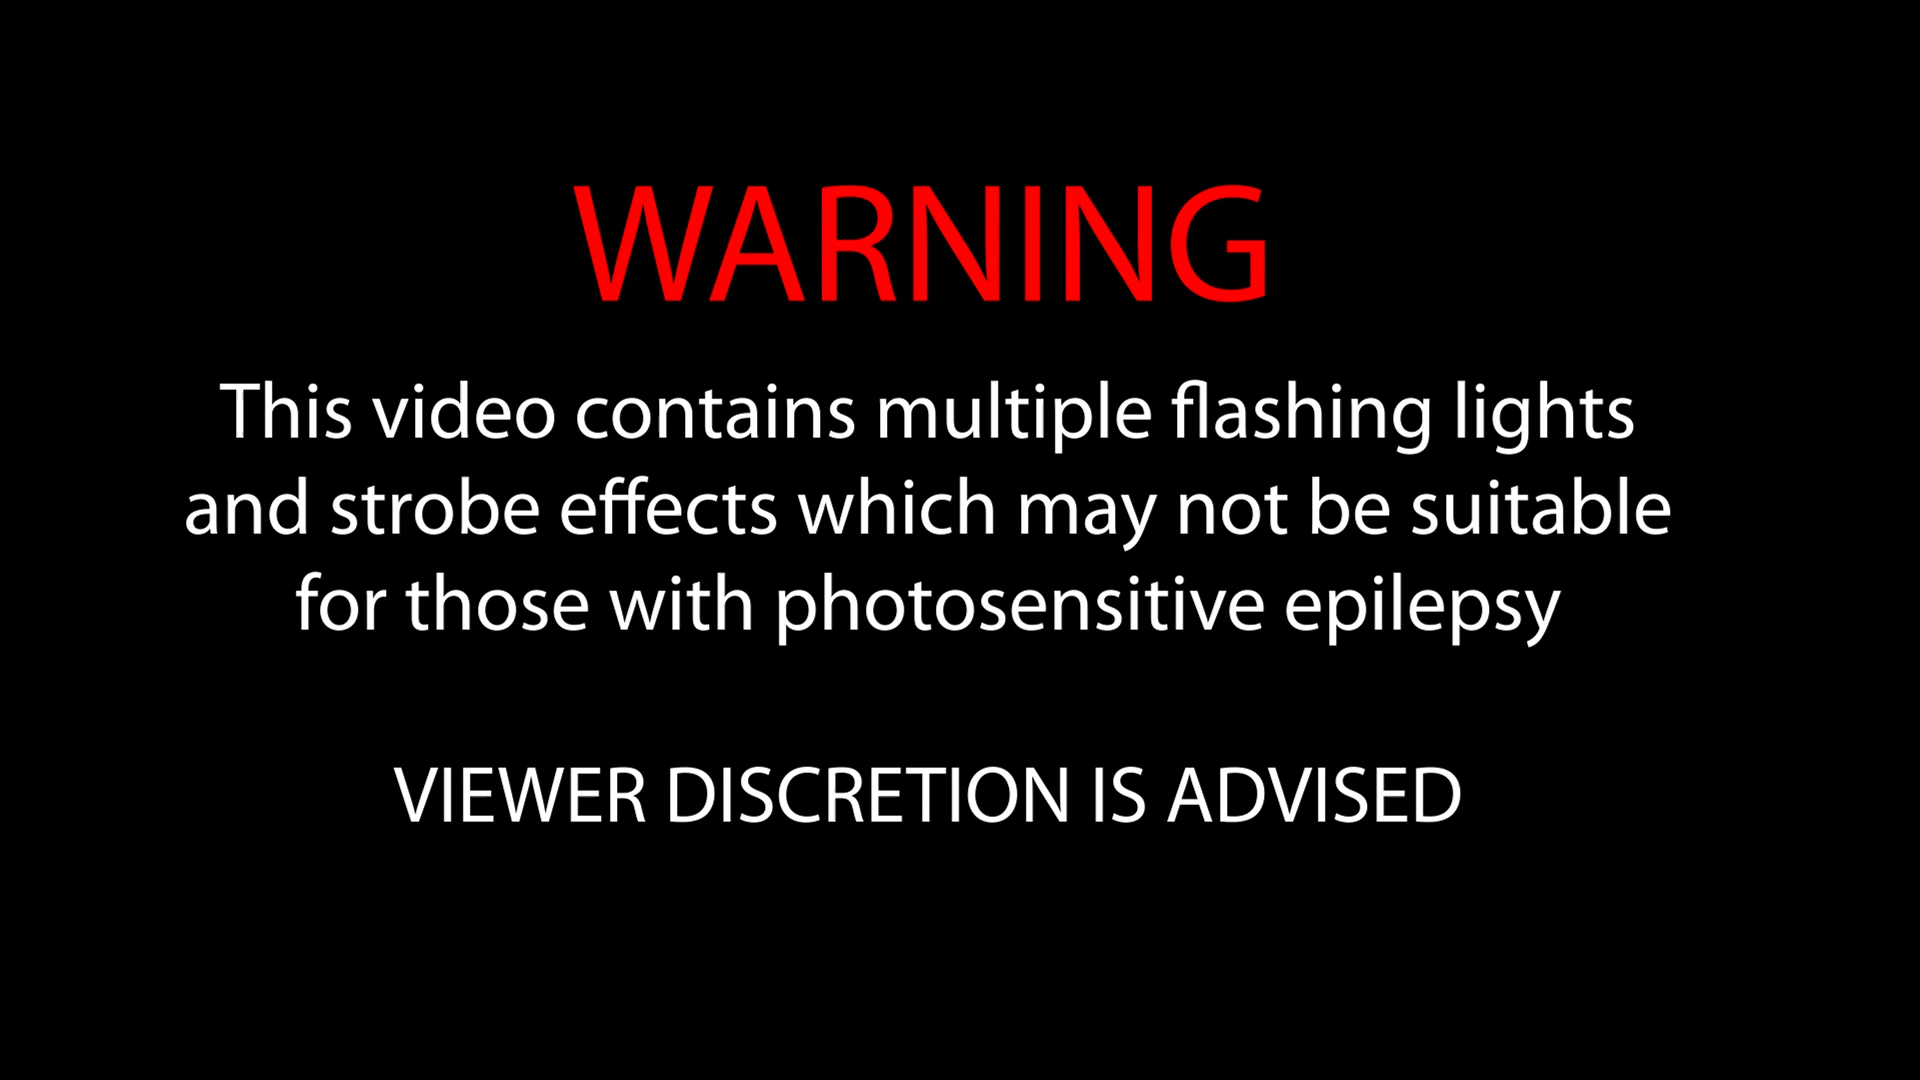 WARNING
This video contains multiple flashing lights
and strobe effects which may not be suitable
for those with photosensitive epilepsy
VIEWER DISCRETION IS ADVISED